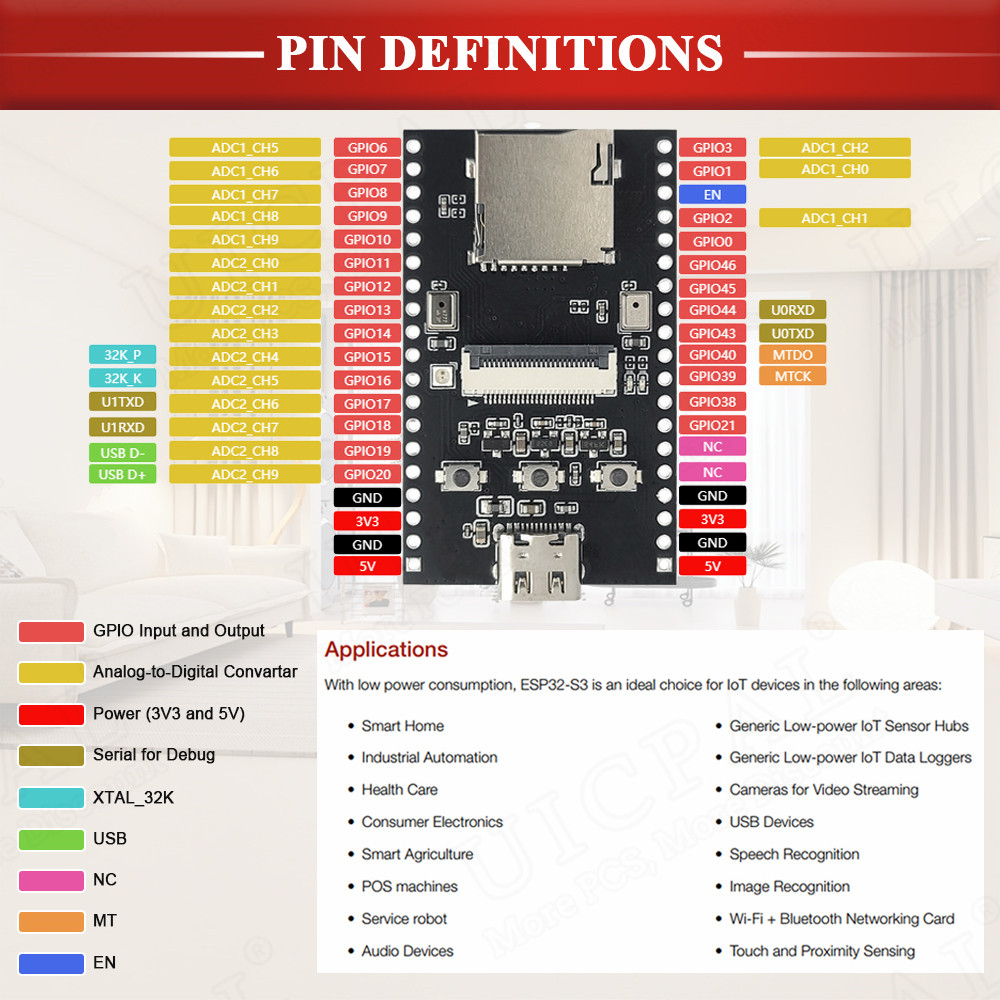 PIN DEFINITIONS
ADC1_CH5 GPIO6 GPIO3 ADC1_CH2
ADC1_CH6 GPIO7 GPIO1 ADC1_CH0
ADC1_CH7 GPIO8 EN
ADC1_CH8 GPIO9 GPIO2 ADC1_CH1
ADC1_CH9 GPIO10 GPIO0
ADC2_CH0 GPIO11 GPIO46
ADC2_CH1 GPIO12 GPIO45
ADC2_CH2 GPIO13 GPIO44 U0RXD
ADC2_CH3 GPIO14 GPIO43 U0TXD
32K_P ADC2_CH4 GPIO15 GPIO40 MTDO
32K_K ADC2_CH5 GPIO16 GPIO39 MTCK
U1TXD ADC2_CH6 GPIO17 GPIO38
U1RXD ADC2_CH7 GPIO18 GPIO21
USB D- ADC2_CH8 GPIO19 NC
USB D+ ADC2_CH9 GPIO20 NC
GND GND
3V3 3V3
GND GND
5V 5V
GPIO Input and Output
Analog-to-Digital Convartar
Power (3V3 and 5V)
Serial for Debug
XTAL_32K
USB
NC
MT
EN
Applications
With low power consumption, ESP32-S3 is an ideal choice for IoT devices in the following areas:
• Smart Home
• Industrial Automation
• Health Care
• Consumer Electronics
• Smart Agriculture
• POS machines
• Service robot
• Audio Devices
• Generic Low-power IoT Sensor Hubs
• Generic Low-power IoT Data Loggers
• Cameras for Video Streaming
• USB Devices
• Speech Recognition
• Image Recognition
• Wi-Fi + Bluetooth Networking Card
• Touch and Proximity Sensing
UICPAL